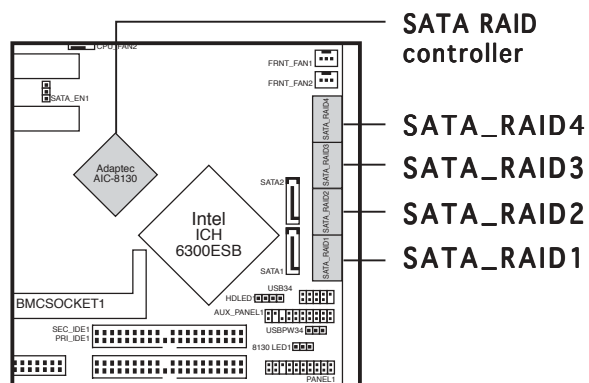 SATA RAID
controller
CPU_FAN2
FRNT_FAN1
FRNT_FAN2
SATA_EN1
SATA_RAID4
SATA_RAID4
SATA_RAID3
SATA_RAID3
SATA_RAID2
SATA_RAID2
SATA_RAID1
SATA_RAID1
Adaptec
AIC-8130
SATA2
Intel
ICH
6300ESB
SATA1
USB34
HDLED1
BMCSOCKET1
AUX_PANEL1
SEC_IDE1
PRI_IDE1
USBPW34
8130 LED1
PANEL1